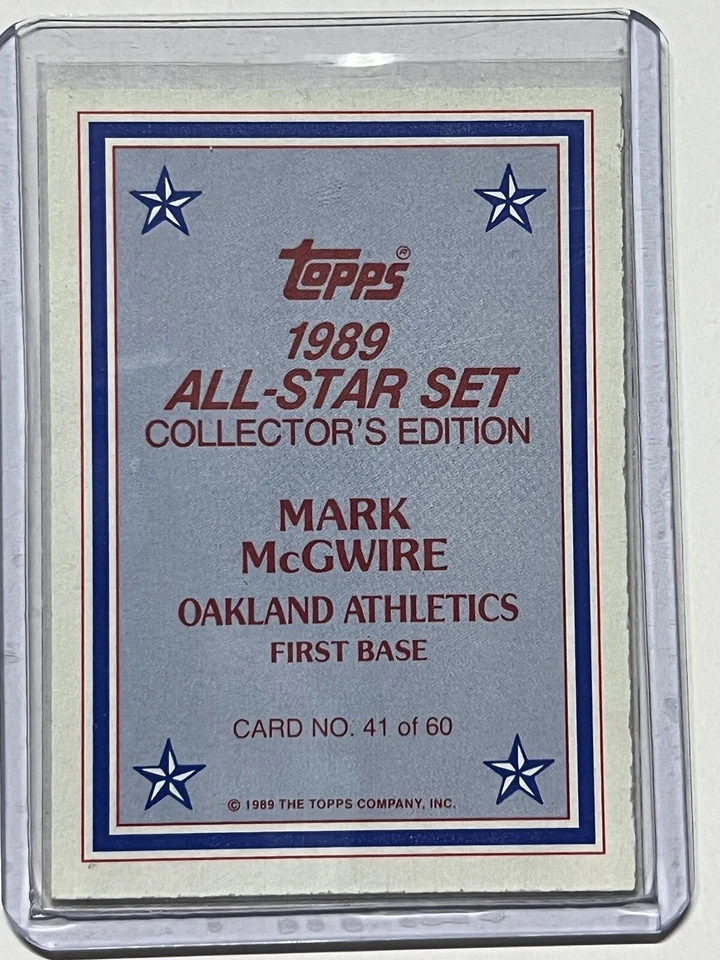 Topps®
1989
ALL-STAR SET
COLLECTOR'S EDITION
MARK
McGWIRE
OAKLAND ATHLETICS
FIRST BASE
CARD NO. 41 of 60
© 1989 THE TOPPS COMPANY, INC.